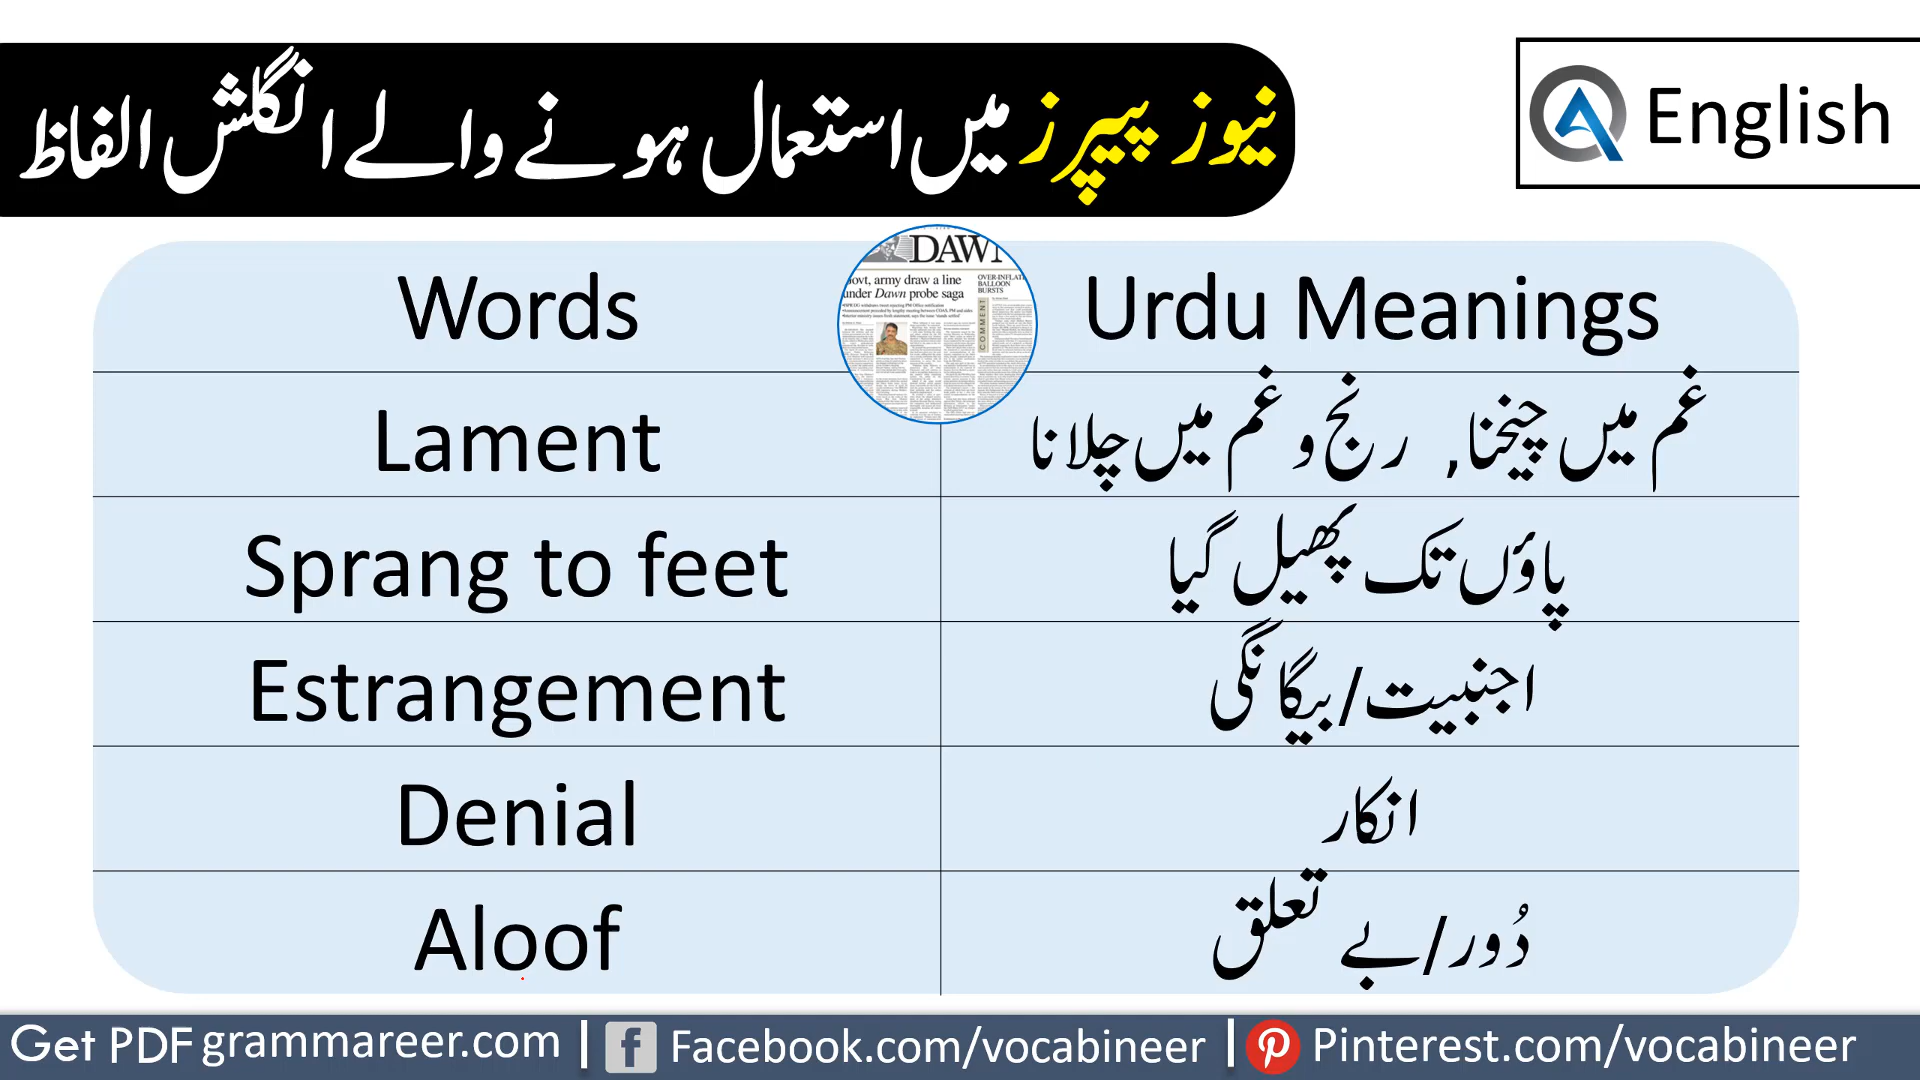 نیوز پیپرز میں استعمال ہونے والے انگلش الفاظ
English
DAWN
Govt, army draw a line
under Dawn probe saga
OVER-INFLAT
BALLOON
BURSTS
COMMENT
Words Urdu Meanings
Lament غم میں چیخنا, رنج و غم میں چلانا
Sprang to feet پاؤں تک پھیل گیا
Estrangement اجنبیت/بیگانگی
Denial انکار
Aloof دُور/بے تعلق
Get PDF grammareer.com | Facebook.com/vocabineer | Pinterest.com/vocabineer